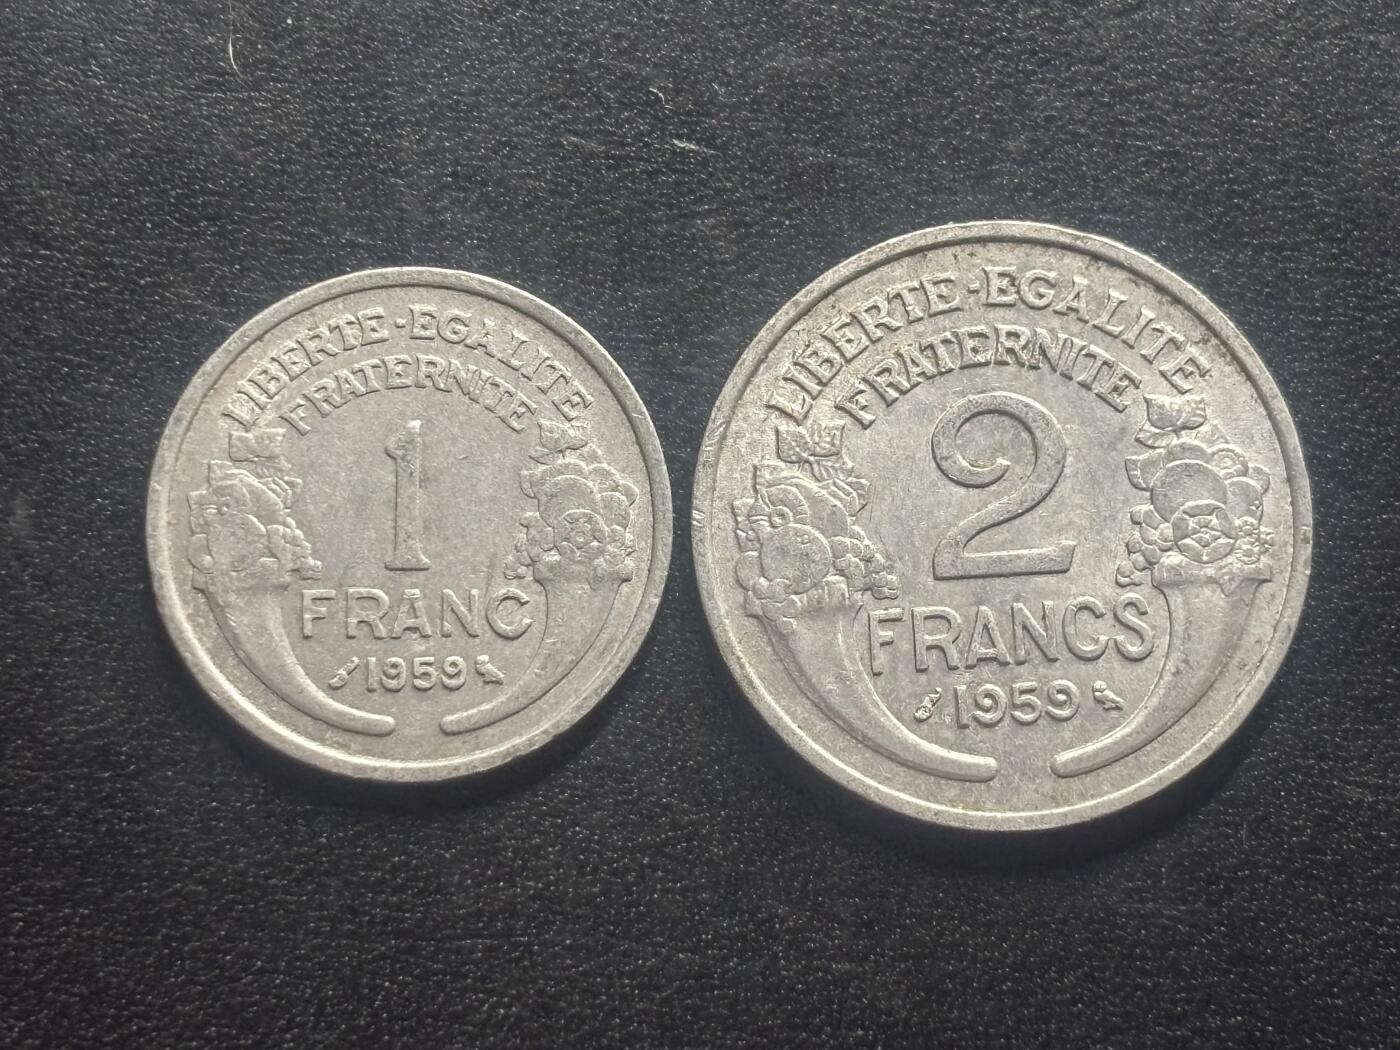 LIBERTE·EGALITE
FRATERNITE
1
FRANC
1959
LIBERTE·EGALITE
FRATERNITE
2
FRANCS
1959